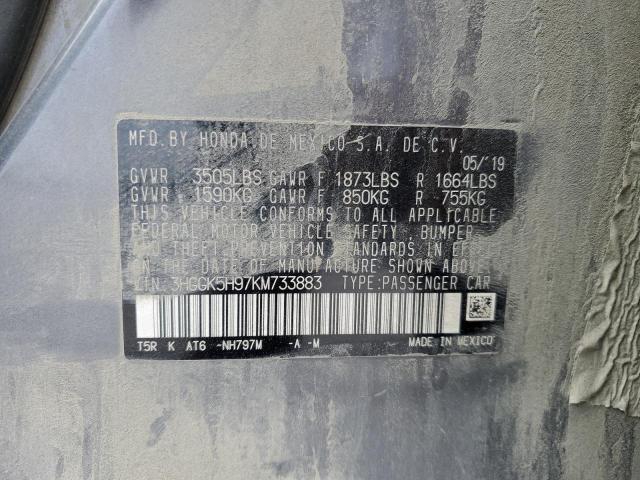 MFD. BY HONDA DE MEXICO S.A. DE C.V.
05/'19
GVWR 3505LBS GAWR F 1873LBS R 1664LBS
GVWR 1590KG GAWR F 850KG R 755KG
THIS VEHICLE CONFORMS TO ALL APPLICABLE
FEDERAL MOTOR VEHICLE SAFETY, BUMPER
AND THEFT PREVENTION STANDARDS IN EFFECT
ON THE DATE OF MANUFACTURE SHOWN ABOVE.
V.I.N. 3HGGK5H97KM733883 TYPE:PASSENGER CAR
T5R K AT6 -NH797M -A -M MADE IN MEXICO